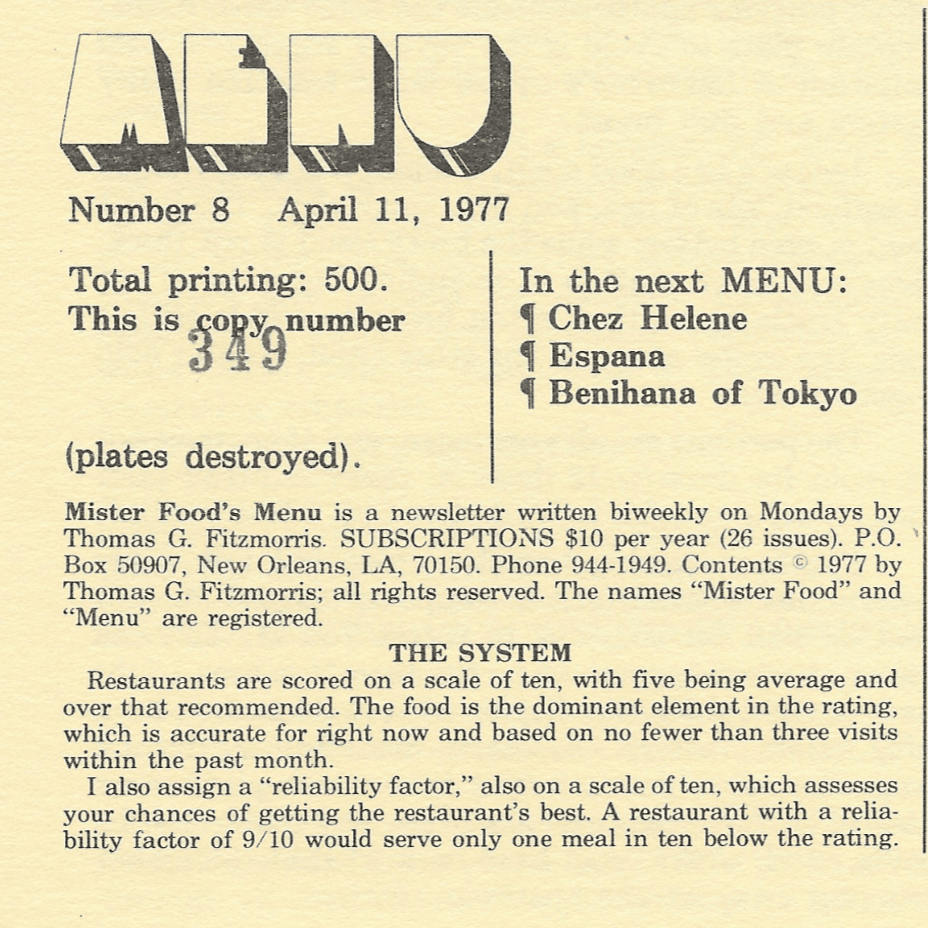 MENU
Number 8 April 11, 1977
Total printing: 500.
This is copy number
349
(plates destroyed).
In the next MENU:
¶ Chez Helene
¶ Espana
¶ Benihana of Tokyo
Mister Food's Menu is a newsletter written biweekly on Mondays by
Thomas G. Fitzmorris. SUBSCRIPTIONS $10 per year (26 issues). P.O.
Box 50907, New Orleans, LA, 70150. Phone 944-1949. Contents © 1977 by
Thomas G. Fitzmorris; all rights reserved. The names “Mister Food” and
“Menu” are registered.
THE SYSTEM
Restaurants are scored on a scale of ten, with five being average and
over that recommended. The food is the dominant element in the rating,
which is accurate for right now and based on no fewer than three visits
within the past month.
I also assign a “reliability factor,” also on a scale of ten, which assesses
your chances of getting the restaurant's best. A restaurant with a relia-
bility factor of 9/10 would serve only one meal in ten below the rating.